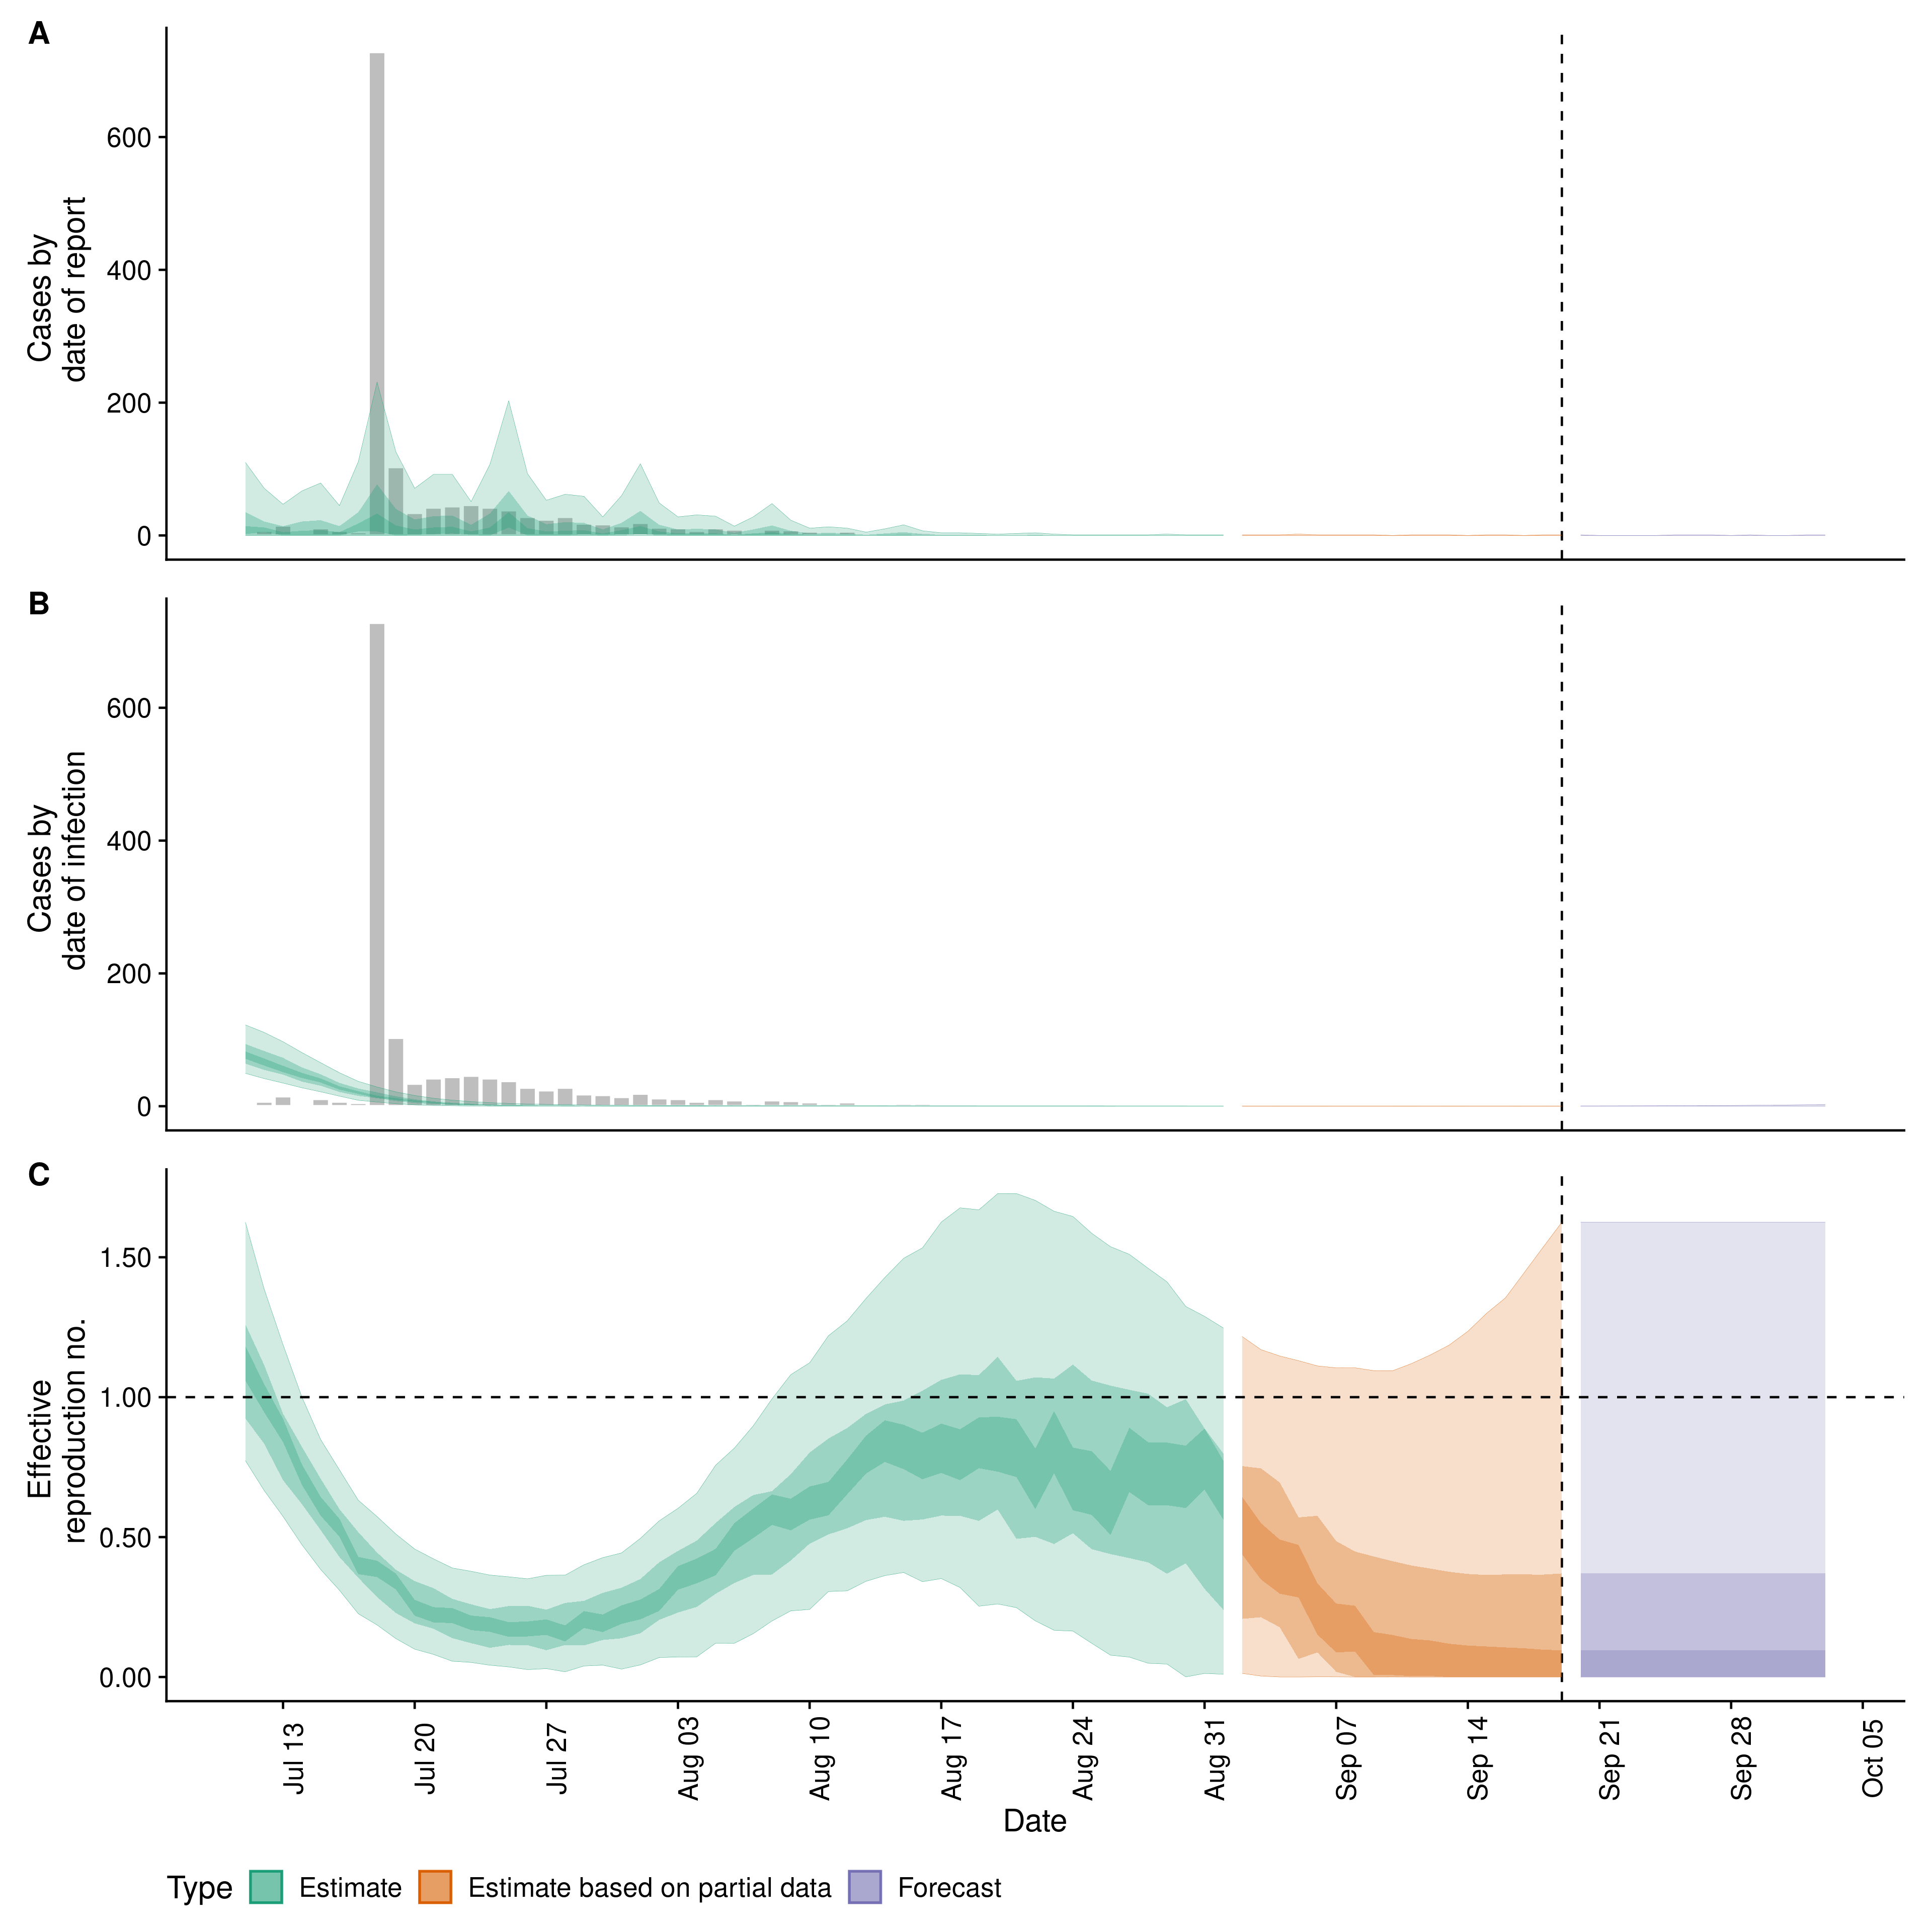 A
Cases by
date of report
600
400
200
0
B
Cases by
date of infection
600
400
200
0
C
Effective
reproduction no.
1.50
1.00
0.50
0.00
Jul 13
Jul 20
Jul 27
Aug 03
Aug 10
Aug 17
Aug 24
Aug 31
Sep 07
Sep 14
Sep 21
Sep 28
Oct 05
Date
Type Estimate Estimate based on partial data Forecast